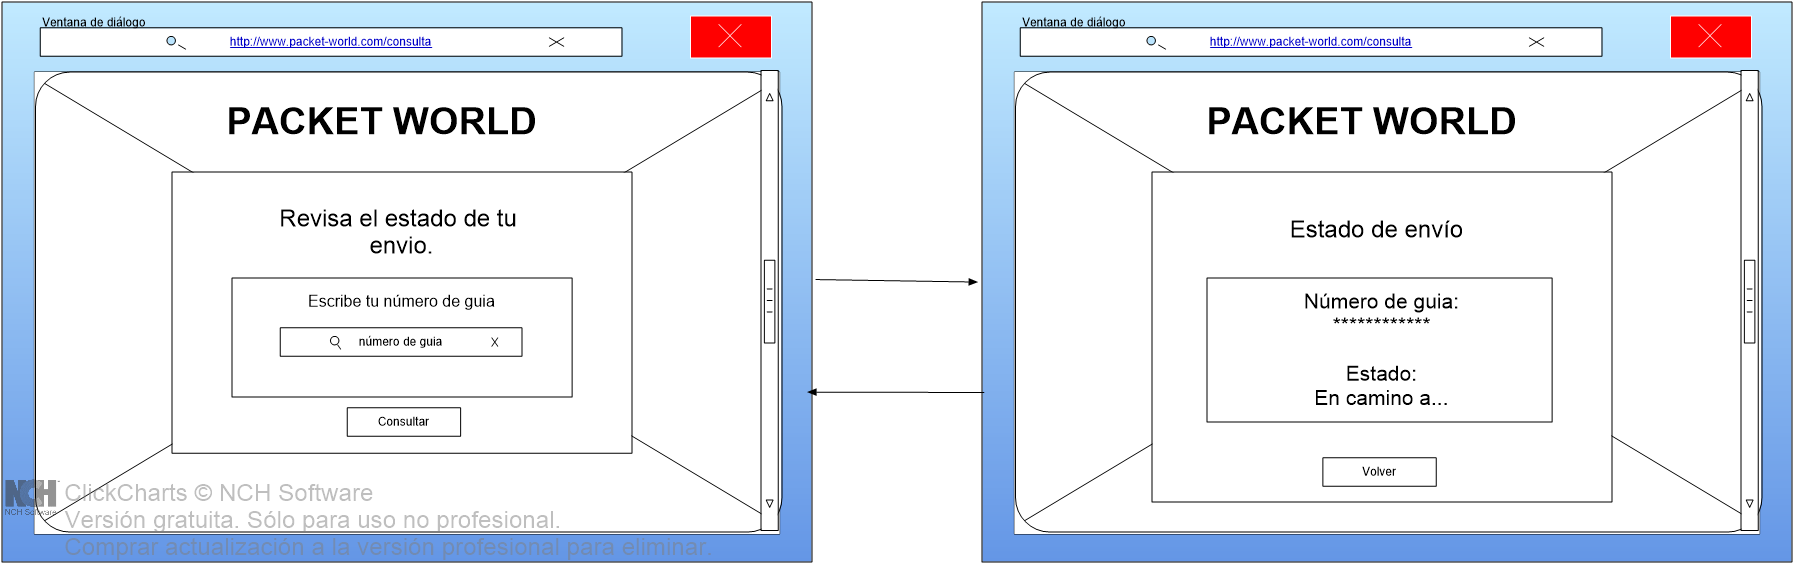 Ventana de diálogo
http://www.packet-world.com/consulta
PACKET WORLD
Revisa el estado de tu
envio.
Escribe tu número de guia
número de guia
X
Consultar
NCH
NCH Software
ClickCharts © NCH Software
Versión gratuita. Sólo para uso no profesional.
Comprar actualización a la versión profesional para eliminar.
Ventana de diálogo
http://www.packet-world.com/consulta
PACKET WORLD
Estado de envío
Número de guia:
************
Estado:
En camino a...
Volver